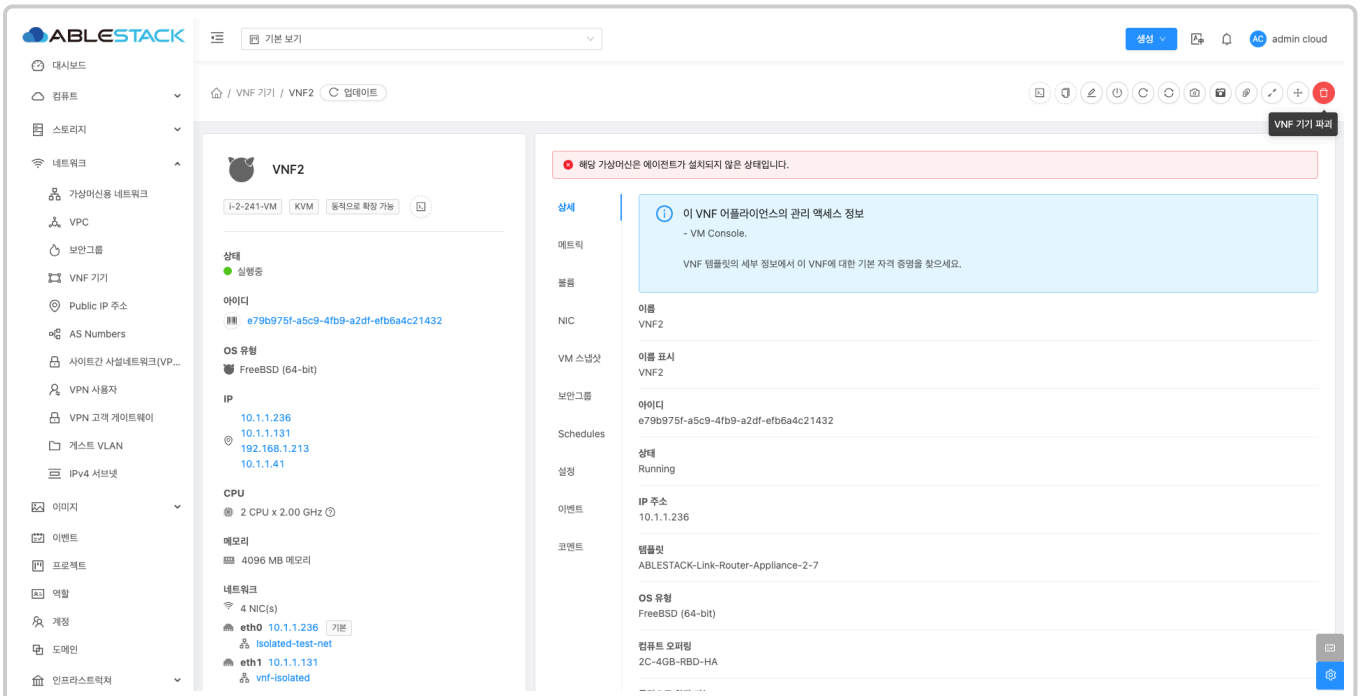 ABLESTACK
기본 보기
생성
AC
admin cloud
대시보드
컴퓨트
스토리지
네트워크
가상머신용 네트워크
VPC
보안그룹
VNF 기기
Public IP 주소
AS Numbers
사이트간 사설네트워크(VP...
VPN 사용자
VPN 고객 게이트웨이
게스트 VLAN
IPv4 서브넷
이미지
이벤트
프로젝트
역할
계정
도메인
인프라스트럭쳐
/ VNF 기기 / VNF2 업데이트
VNF 기기 파괴
VNF2
i-2-241-VM KVM 동적으로 확장 가능
상태
실행중
아이디
e79b975f-a5c9-4fb9-a2df-efb6a4c21432
OS 유형
FreeBSD (64-bit)
IP
10.1.1.236
10.1.1.131
192.168.1.213
10.1.1.41
CPU
2 CPU x 2.00 GHz
메모리
4096 MB 메모리
네트워크
4 NIC(s)
eth0 10.1.1.236 기본
Isolated-test-net
eth1 10.1.1.131
vnf-isolated
해당 가상머신은 에이전트가 설치되지 않은 상태입니다.
상세
메트릭
볼륨
NIC
VM 스냅샷
보안그룹
Schedules
설정
이벤트
코멘트
이 VNF 어플라이언스의 관리 액세스 정보
- VM Console.
VNF 템플릿의 세부 정보에서 이 VNF에 대한 기본 자격 증명을 찾으세요.
이름
VNF2
이름 표시
VNF2
아이디
e79b975f-a5c9-4fb9-a2df-efb6a4c21432
상태
Running
IP 주소
10.1.1.236
템플릿
ABLESTACK-Link-Router-Appliance-2-7
OS 유형
FreeBSD (64-bit)
컴퓨트 오퍼링
2C-4GB-RBD-HA